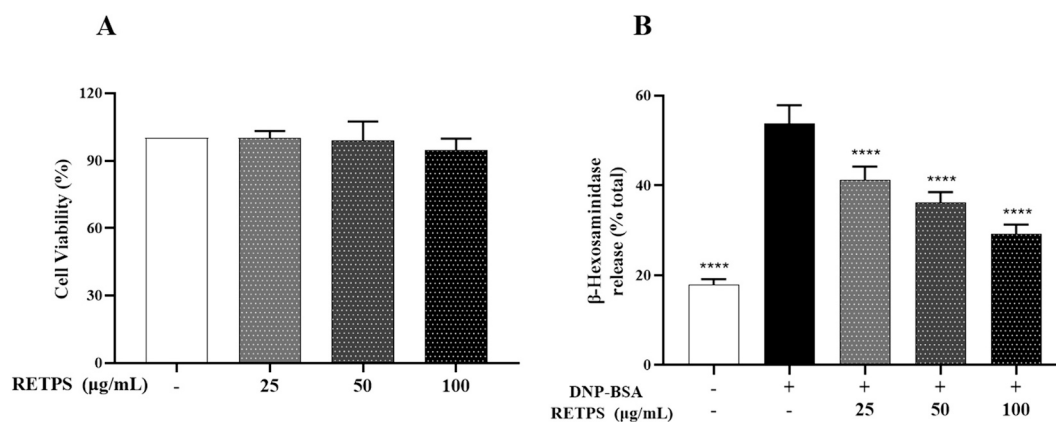 A
Cell Viability (%)
120
90
60
30
0
RETPS (μg/mL) - 25 50 100
B
β-Hexosaminidase
release (% total)
60
40
20
0
****
****
****
****
DNP-BSA - + + + +
RETPS (μg/mL) - - 25 50 100